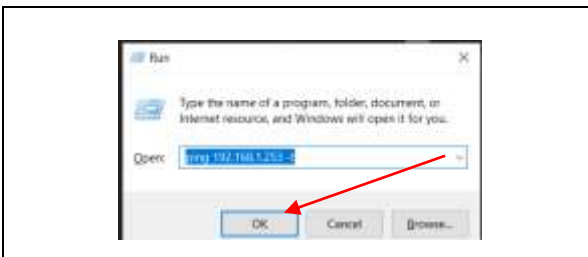 Run
Type the name of a program, folder, document, or
Internet resource, and Windows will open it for you.
Open:
ping 192.168.1.253 -t
OK
Cancel
Browse...